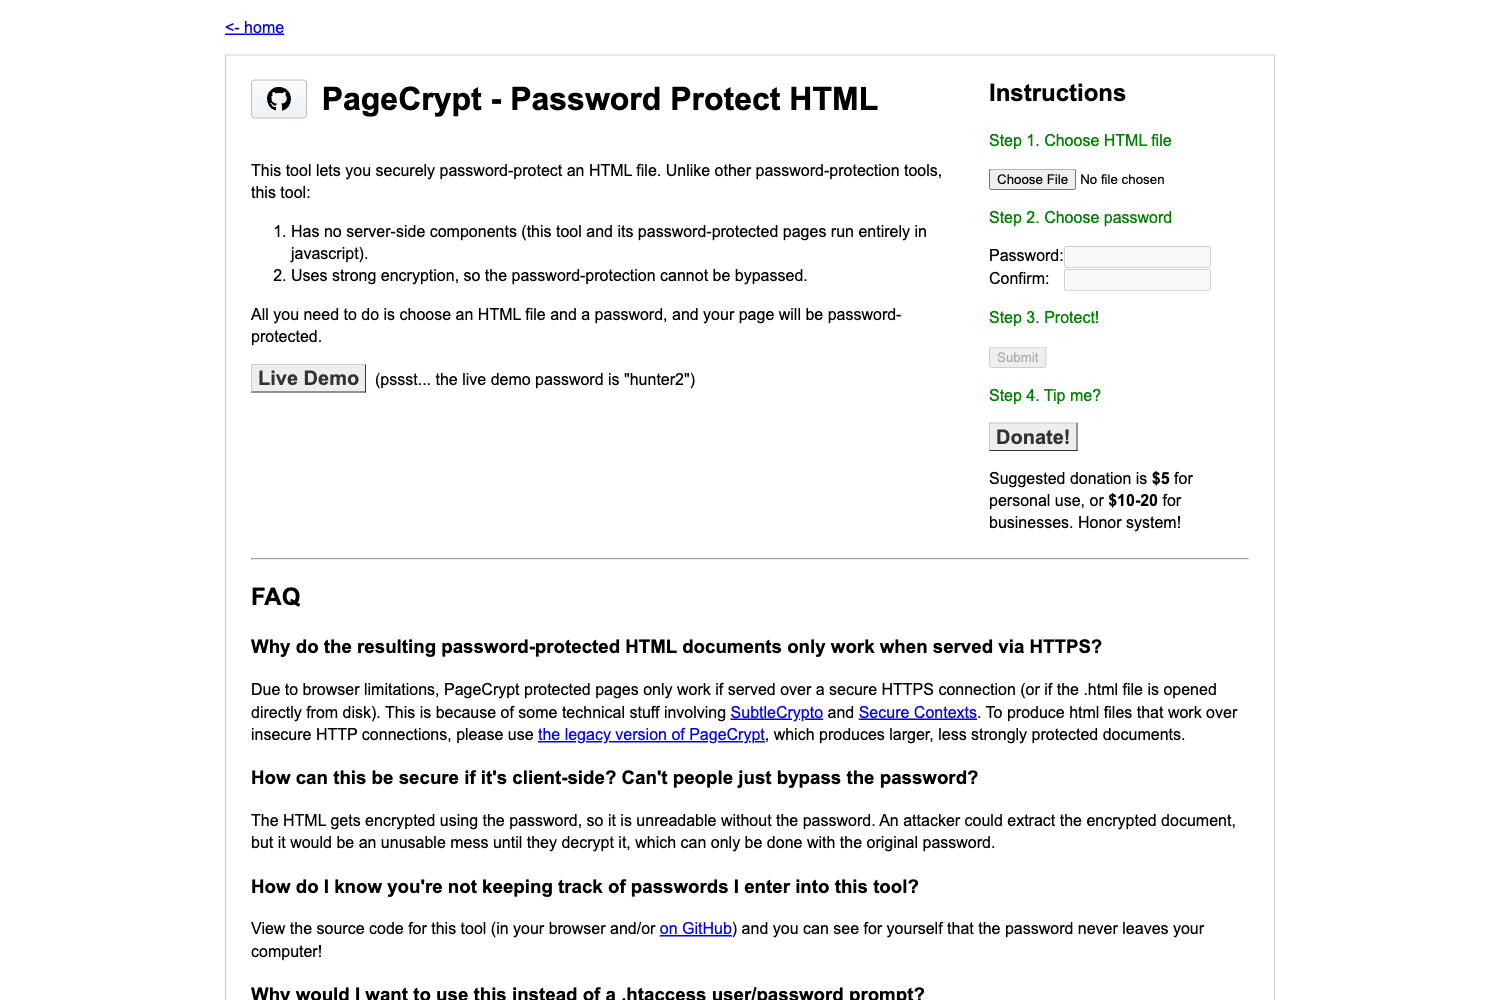 <- home
PageCrypt - Password Protect HTML
This tool lets you securely password-protect an HTML file. Unlike other password-protection tools,
this tool:
1. Has no server-side components (this tool and its password-protected pages run entirely in
javascript).
2. Uses strong encryption, so the password-protection cannot be bypassed.
All you need to do is choose an HTML file and a password, and your page will be password-
protected.
Live Demo (pssst... the live demo password is "hunter2")
Instructions
Step 1. Choose HTML file
Choose File No file chosen
Step 2. Choose password
Password:
Confirm:
Step 3. Protect!
Submit
Step 4. Tip me?
Donate!
Suggested donation is $5 for
personal use, or $10-20 for
businesses. Honor system!
FAQ
Why do the resulting password-protected HTML documents only work when served via HTTPS?
Due to browser limitations, PageCrypt protected pages only work if served over a secure HTTPS connection (or if the .html file is opened
directly from disk). This is because of some technical stuff involving SubtleCrypto and Secure Contexts. To produce html files that work over
insecure HTTP connections, please use the legacy version of PageCrypt, which produces larger, less strongly protected documents.
How can this be secure if it's client-side? Can't people just bypass the password?
The HTML gets encrypted using the password, so it is unreadable without the password. An attacker could extract the encrypted document,
but it would be an unusable mess until they decrypt it, which can only be done with the original password.
How do I know you're not keeping track of passwords I enter into this tool?
View the source code for this tool (in your browser and/or on GitHub) and you can see for yourself that the password never leaves your
computer!
Why would I want to use this instead of a .htaccess user/password prompt?